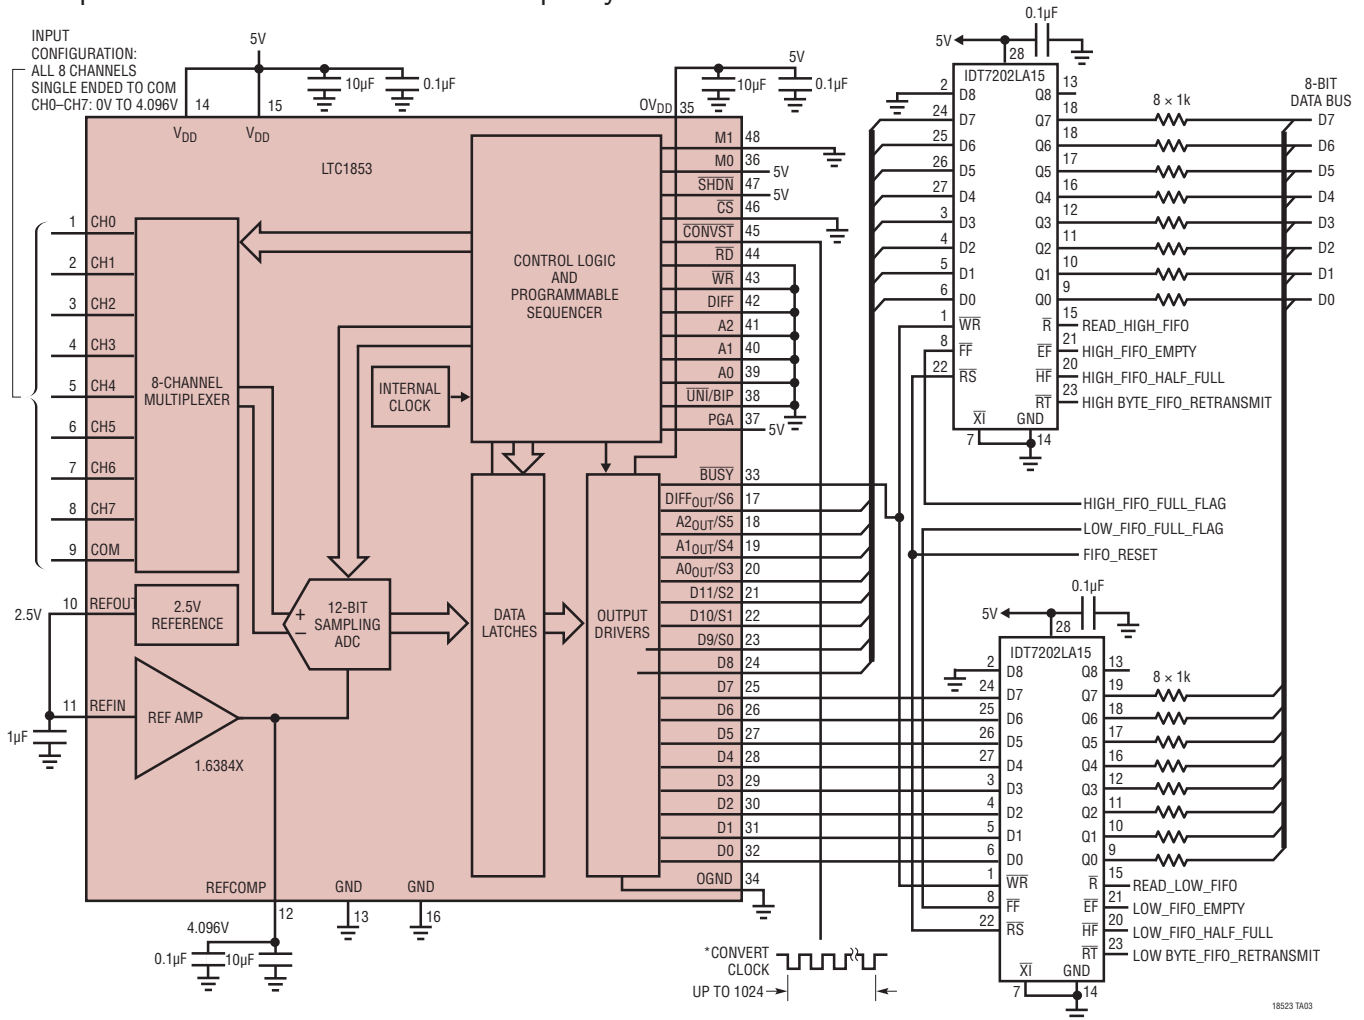 INPUT
CONFIGURATION:
ALL 8 CHANNELS
SINGLE ENDED TO COM
CH0–CH7: 0V TO 4.096V
5V
10µF
0.1µF
14
15
VDD
VDD
LTC1853
5V
10µF
0.1µF
OVDD
35
1 CH0
2 CH1
3 CH2
4 CH3
5 CH4
6 CH5
7 CH6
8 CH7
9 COM
8-CHANNEL
MULTIPLEXER
CONTROL LOGIC
AND
PROGRAMMABLE
SEQUENCER
INTERNAL
CLOCK
M1 48
M0 36 5V
SHDN 47 5V
CS 46
CONVST 45
RD 44
WR 43
DIFF 42
A2 41
A1 40
A0 39
UNI/BIP 38
PGA 37 5V
BUSY 33
DIFFOUT/S6 17
A2OUT/S5 18
A1OUT/S4 19
A0OUT/S3 20
D11/S2 21
D10/S1 22
D9/S0 23
D8 24
D7 25
D6 26
D5 27
D4 28
D3 29
D2 30
D1 31
D0 32
OGND 34
10 REFOUT
2.5V
2.5V
REFERENCE
+
–
12-BIT
SAMPLING
ADC
DATA
LATCHES
OUTPUT
DRIVERS
11 REFIN
1µF
REF AMP
1.6384X
REFCOMP
12
GND
13
GND
16
4.096V
0.1µF
10µF
*CONVERT
CLOCK
UP TO 1024
0.1µF
5V
28
IDT7202LA15
2 D8
24 D7
25 D6
26 D5
27 D4
3 D3
4 D2
5 D1
6 D0
1 WR
8 FF
22 RS
Q8 13
Q7 18
Q6 18
Q5 17
Q4 16
Q3 12
Q2 11
Q1 10
Q0 9
R 15 READ_HIGH_FIFO
EF 21 HIGH_FIFO_EMPTY
HF 20 HIGH_FIFO_HALF_FULL
RT 23 HIGH BYTE_FIFO_RETRANSMIT
XI GND
7 14
8 × 1k
8-BIT
DATA BUS
D7
D6
D5
D4
D3
D2
D1
D0
HIGH_FIFO_FULL_FLAG
LOW_FIFO_FULL_FLAG
FIFO_RESET
0.1µF
5V
28
IDT7202LA15
2 D8
24 D7
25 D6
26 D5
27 D4
3 D3
4 D2
5 D1
6 D0
1 WR
8 FF
22 RS
Q8 13
Q7 19
Q6 18
Q5 17
Q4 16
Q3 12
Q2 11
Q1 10
Q0 9
R 15 READ_LOW_FIFO
EF 21 LOW_FIFO_EMPTY
HF 20 LOW_FIFO_HALF_FULL
RT 23 LOW BYTE_FIFO_RETRANSMIT
XI GND
7 14
8 × 1k
18523 TA03